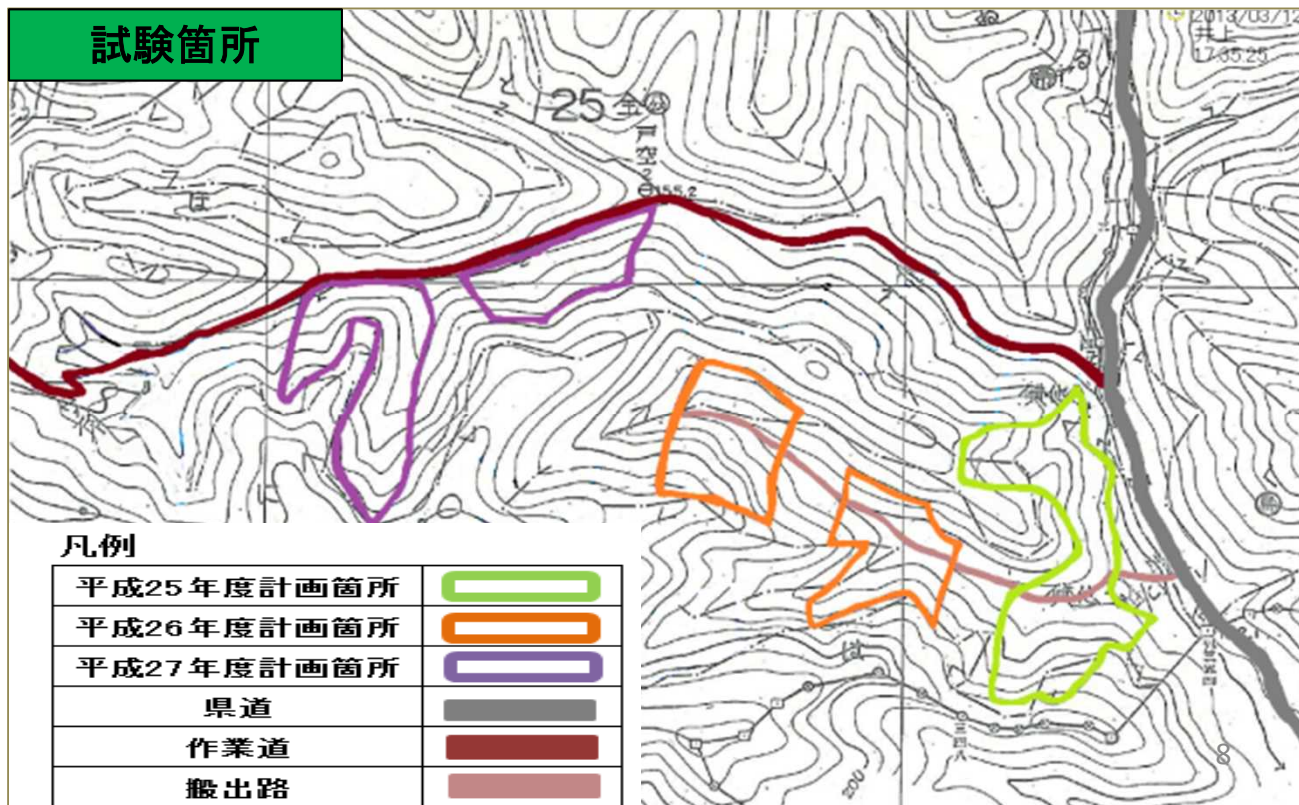 試験箇所
2013/03/12
井上
17:35:25
25
155.2
凡例
平成25年度計画箇所
平成26年度計画箇所
平成27年度計画箇所
県道
作業道
搬出路
200
8